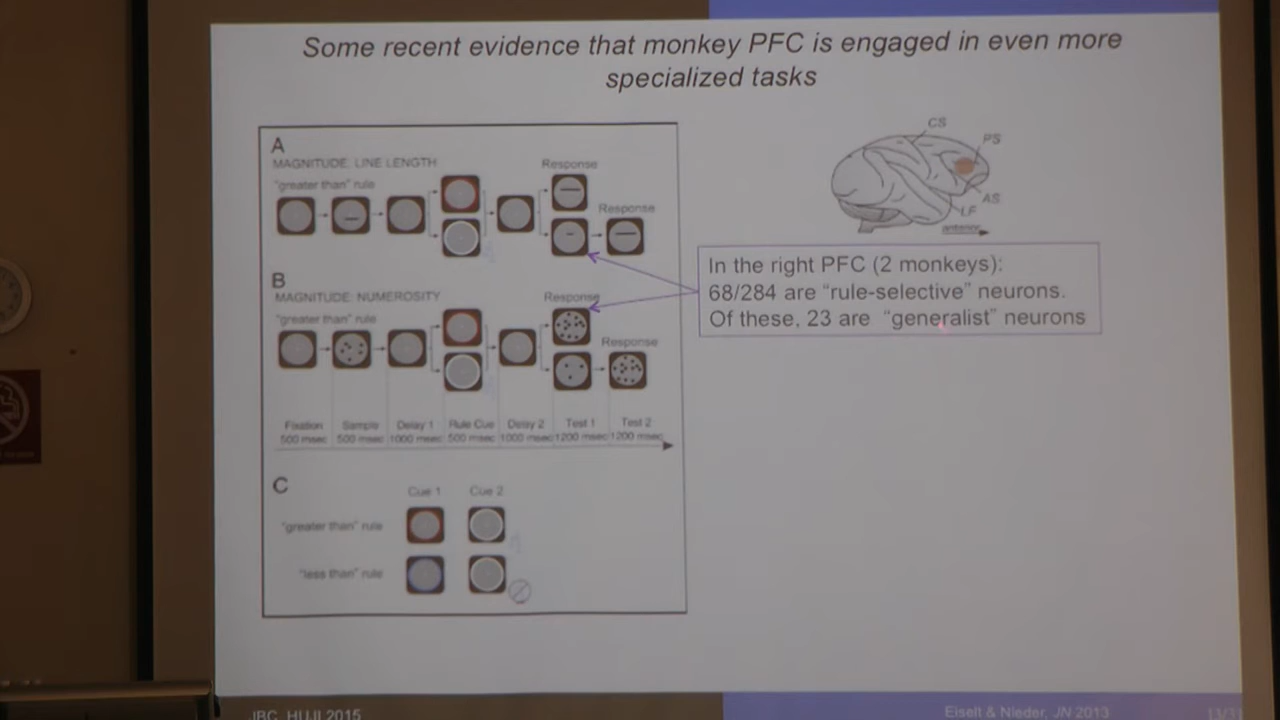 Some recent evidence that monkey PFC is engaged in even more
specialized tasks
A
MAGNITUDE: LINE LENGTH
"greater than" rule
Response
Response
B
MAGNITUDE: NUMEROSITY
"greater than" rule
Response
Response
Fixation Sample Delay 1 Rule Cue Delay 2 Test 1 Test 2
500 msec 500 msec 1000 msec 500 msec 1000 msec 1200 msec 1200 msec
C
Cue 1 Cue 2
"greater than" rule
"less than" rule
CS
PS
AS
LF
anterior
In the right PFC (2 monkeys):
68/284 are "rule-selective" neurons.
Of these, 23 are "generalist" neurons
JBC, HUJI 2015
Eiselt & Nieder, JN 2013